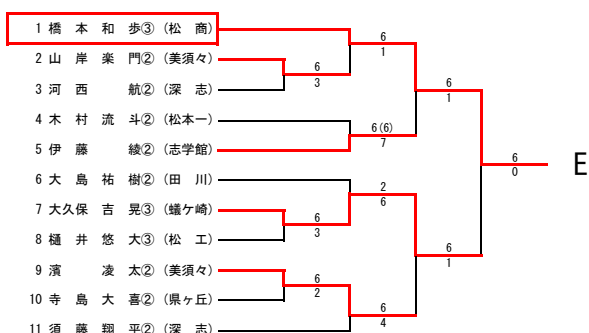 1 橋 本 和 歩③ (松 商)
6
1
2 山 岸 楽 門② (美須々)
6
3
3 河 西 航② (深 志)
6
1
4 木 村 流 斗② (松本一)
6(6)
7
5 伊 藤 綾② (志学館)
6
0
E
6 大 島 祐 樹② (田 川)
2
6
7 大久保 吉 晃③ (蟻ケ崎)
6
3
8 樋 井 悠 大③ (松 工)
6
1
9 濱 凌 太② (美須々)
6
2
10 寺 島 大 喜② (県ヶ丘)
6
4
11 須 藤 翔 平② (深 志)